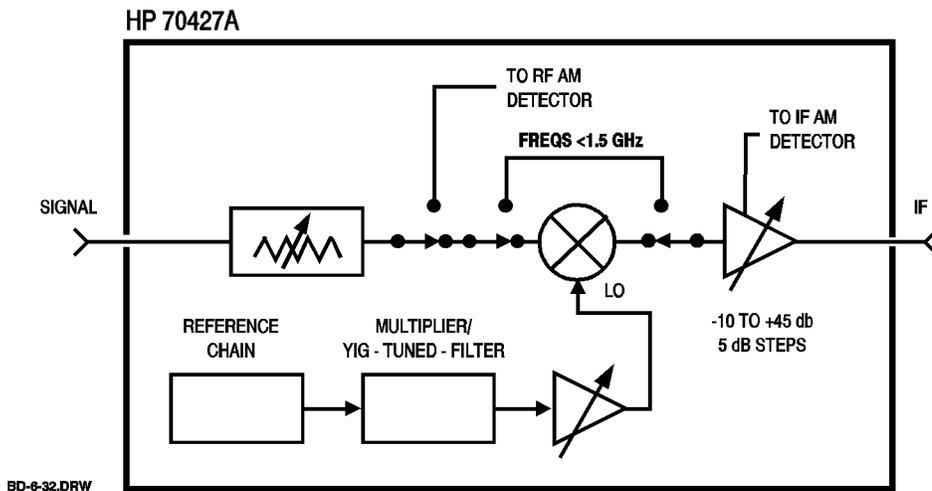 HP 70427A
TO RF AM
DETECTOR
TO IF AM
DETECTOR
FREQS <1.5 GHz
SIGNAL
IF
LO
-10 TO +45 db
5 dB STEPS
REFERENCE
CHAIN
MULTIPLIER/
YIG - TUNED - FILTER
BD-6-32.DRW